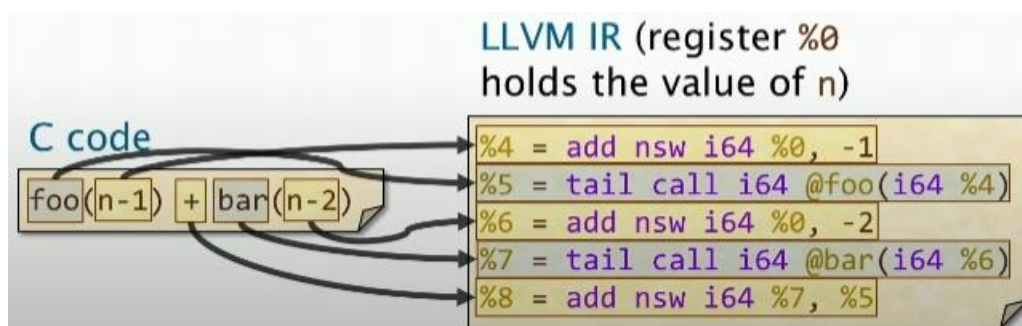 LLVM IR (register %0
holds the value of n)
C code
foo(n-1) + bar(n-2)
%4 = add nsw i64 %0, -1
%5 = tail call i64 @foo(i64 %4)
%6 = add nsw i64 %0, -2
%7 = tail call i64 @bar(i64 %6)
%8 = add nsw i64 %7, %5